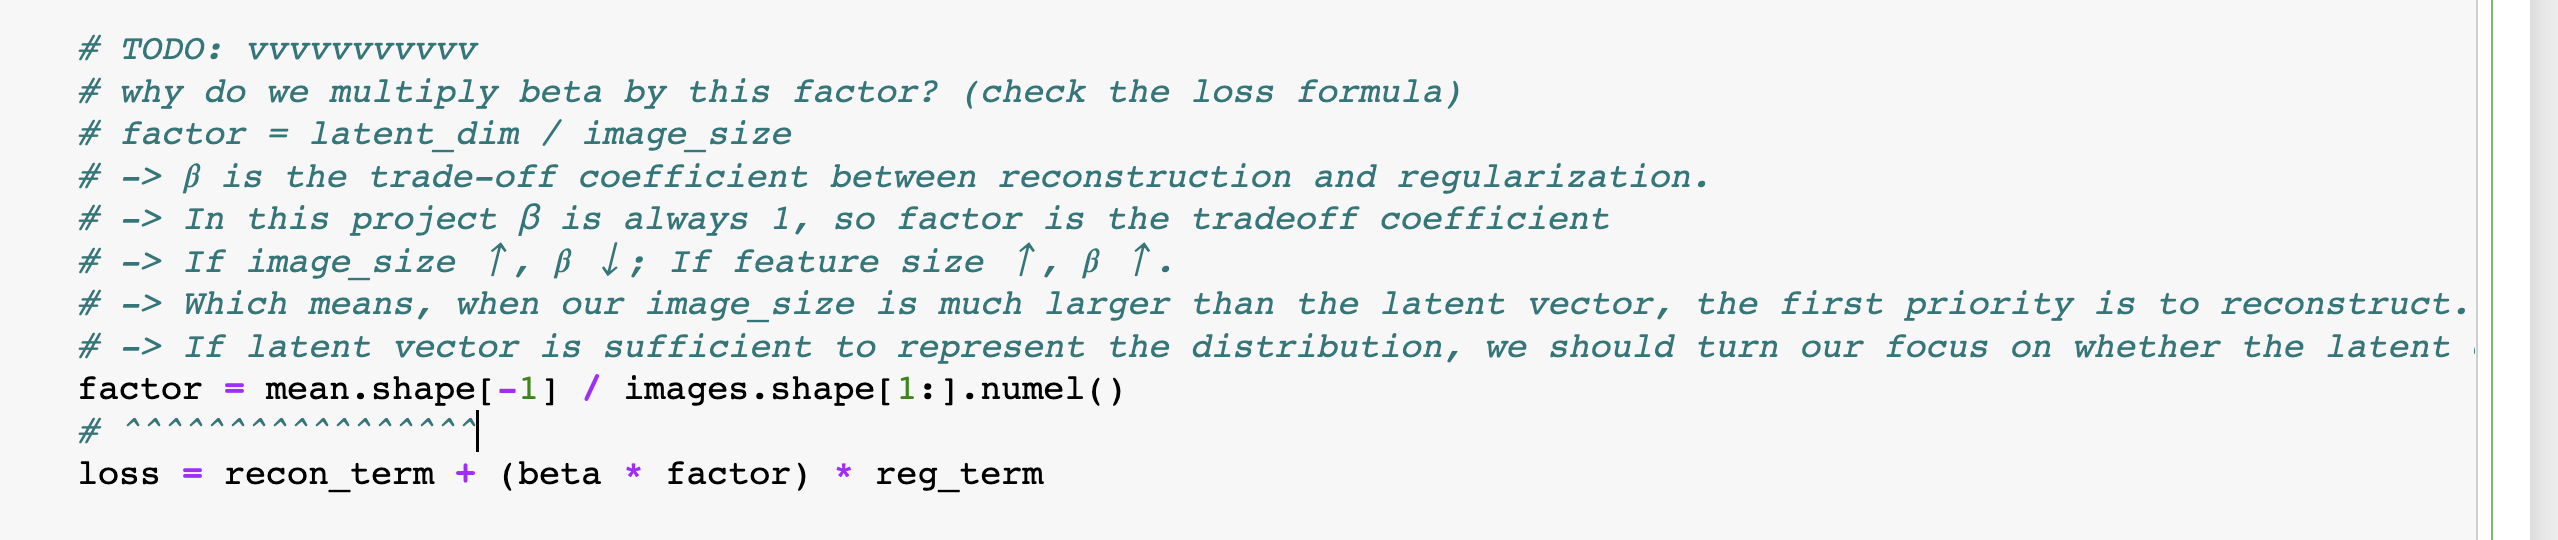 # TODO: vvvvvvvvvvv
# why do we multiply beta by this factor? (check the loss formula)
# factor = latent_dim / image_size
# -> β is the trade-off coefficient between reconstruction and regularization.
# -> In this project β is always 1, so factor is the tradeoff coefficient
# -> If image_size ↑, β ↓; If feature size ↑, β ↑.
# -> Which means, when our image_size is much larger than the latent vector, the first priority is to reconstruct.
# -> If latent vector is sufficient to represent the distribution, we should turn our focus on whether the latent
factor = mean.shape[-1] / images.shape[1:].numel()
# ^^^^^^^^^^^^^^^^^
loss = recon_term + (beta * factor) * reg_term